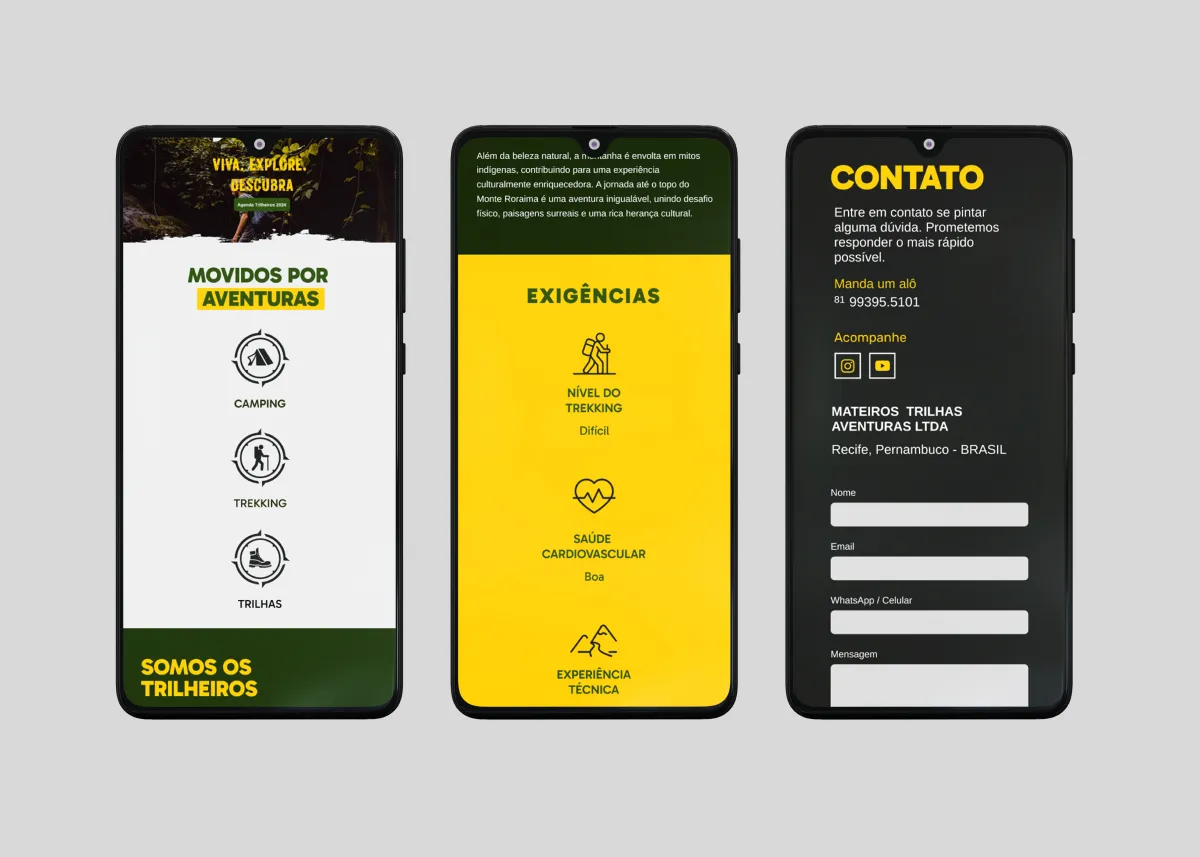 VIVA. EXPLORE.
DESCUBRA
Agenda Trilheiros 2024
MOVIDOS POR
AVENTURAS
CAMPING
TREKKING
TRILHAS
SOMOS OS
TRILHEIROS
Além da beleza natural, a montanha é envolta em mitos
indígenas, contribuindo para uma experiência
culturalmente enriquecedora. A jornada até o topo do
Monte Roraima é uma aventura inigualável, unindo desafio
físico, paisagens surreais e uma rica herança cultural.
EXIGÊNCIAS
NÍVEL DO
TREKKING
Difícil
SAÚDE
CARDIOVASCULAR
Boa
EXPERIÊNCIA
TÉCNICA
CONTATO
Entre em contato se pintar
alguma dúvida. Prometemos
responder o mais rápido
possível.
Manda um alô
81 99395.5101
Acompanhe
MATEIROS TRILHAS
AVENTURAS LTDA
Recife, Pernambuco - BRASIL
Nome
Email
WhatsApp / Celular
Mensagem